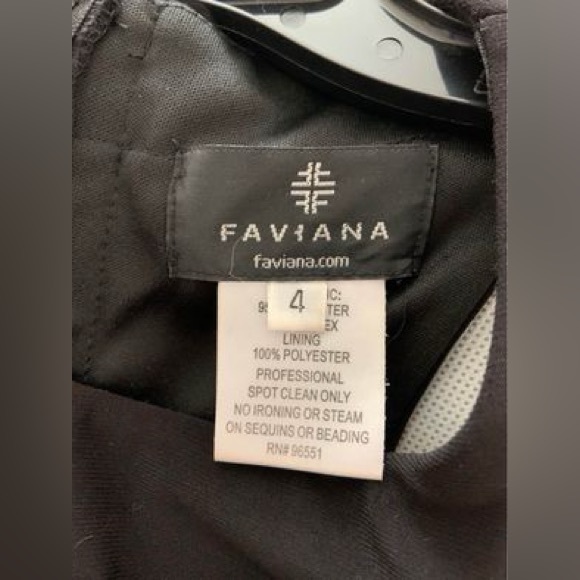 FAVIANA
faviana.com
4
LINING
100% POLYESTER
PROFESSIONAL
SPOT CLEAN ONLY
NO IRONING OR STEAM
ON SEQUINS OR BEADING
RN# 96551